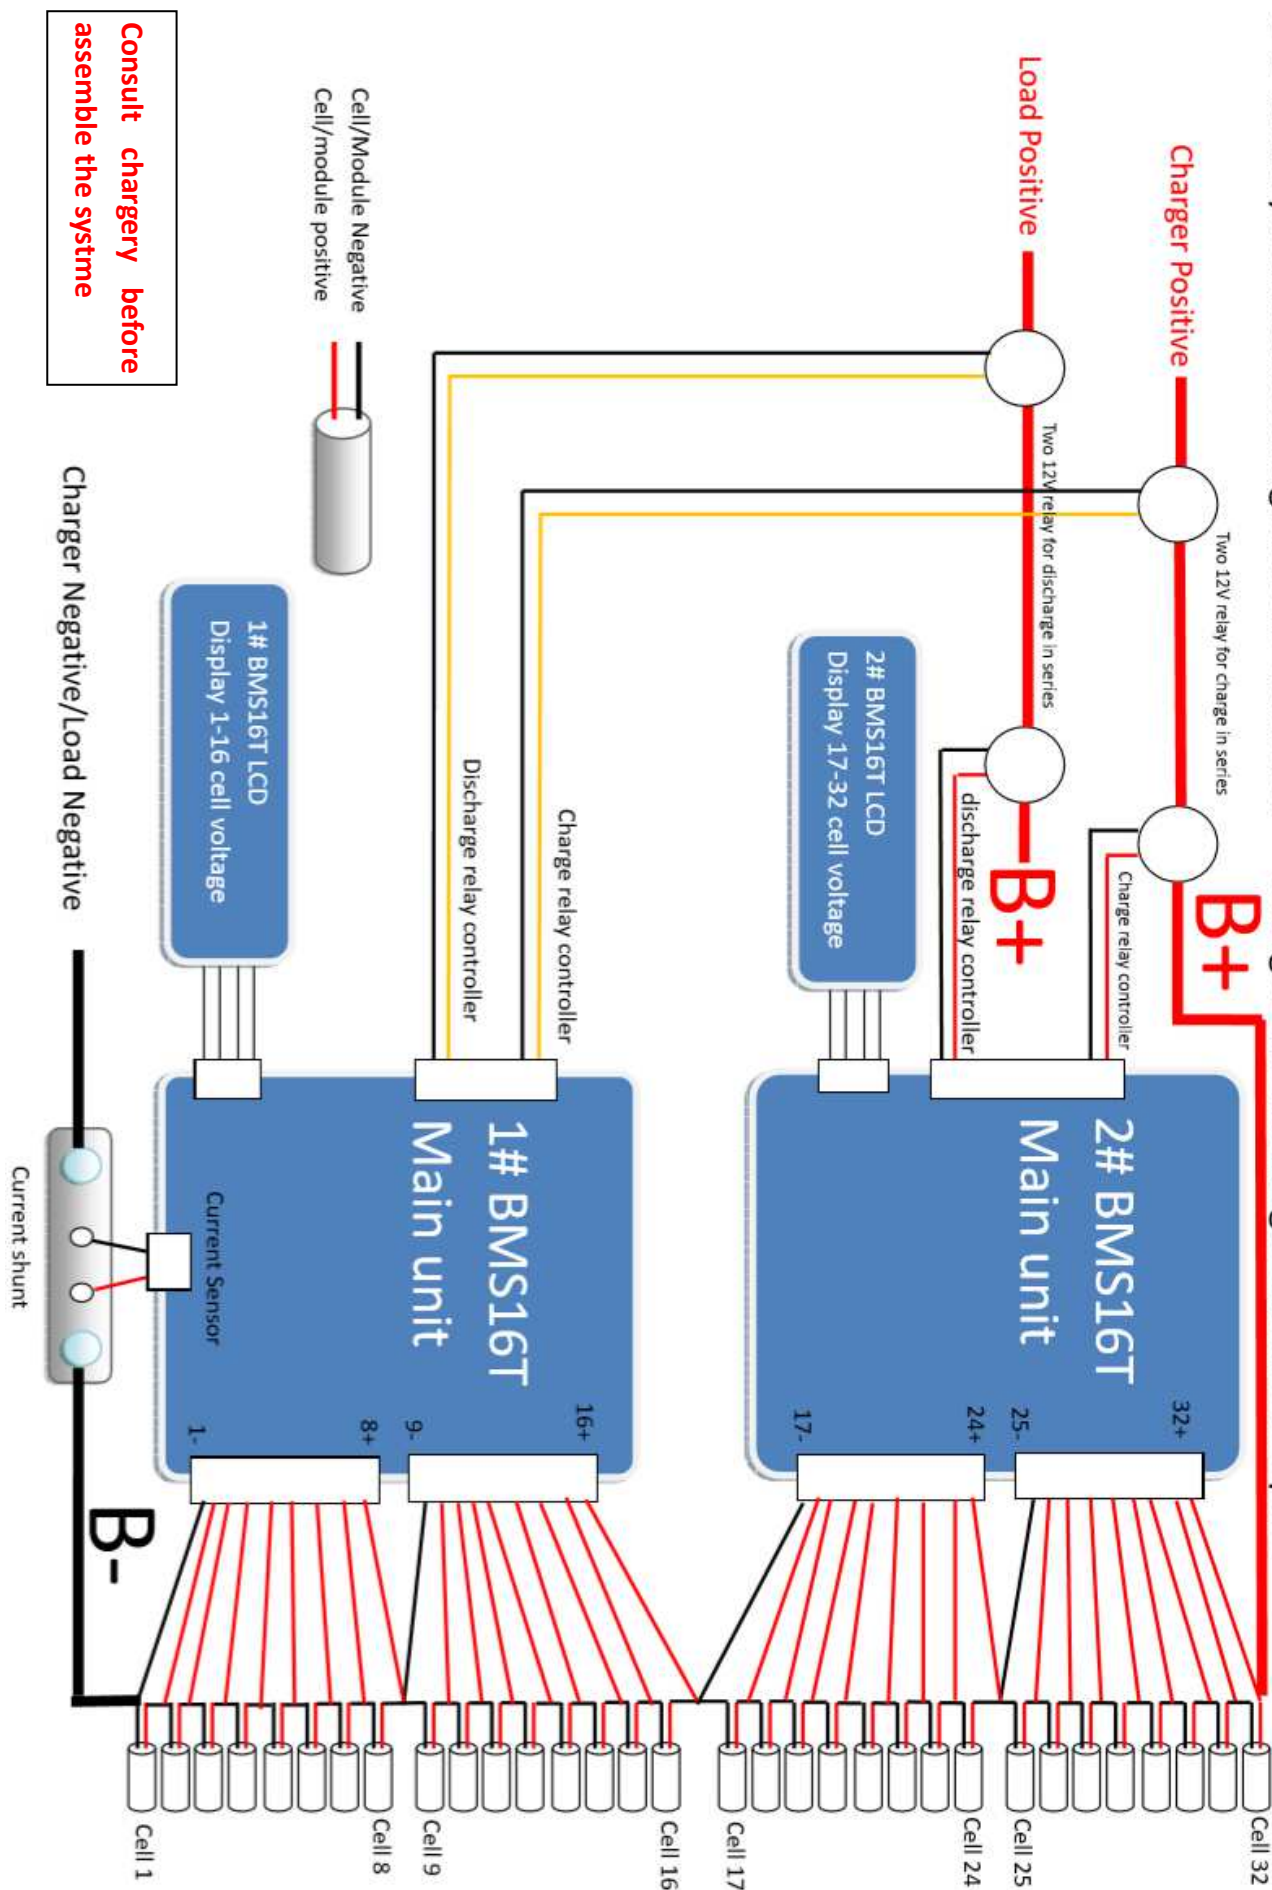 Charger Positive
Load Positive
Two 12V relay for charge in series
Two 12V relay for discharge in series
B+
B+
Charge relay controller
discharge relay controller
2# BMS16T LCD
Display 17-32 cell voltage
2# BMS16T
Main unit
32+
25-
24+
17-
Cell 32
Cell 25
Cell 24
Cell 17
Charge relay controller
Discharge relay controller
Cell/Module Negative
Cell/module positive
1# BMS16T LCD
Display 1-16 cell voltage
1# BMS16T
Main unit
Current Sensor
16+
9-
8+
1-
Cell 16
Cell 9
Cell 8
Cell 1
Consult chargery before
assemble the systme
Charger Negative/Load Negative
Current shunt
B-